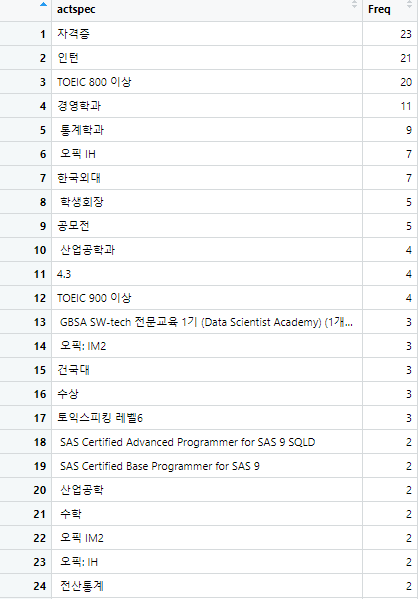 actspec Freq
1 자격증 23
2 인턴 21
3 TOEIC 800 이상 20
4 경영학과 11
5 통계학과 9
6 오픽 IH 7
7 한국외대 7
8 학생회장 5
9 공모전 5
10 산업공학과 4
11 4.3 4
12 TOEIC 900 이상 4
13 GBSA SW-tech 전문교육 1기 (Data Scientist Academy) (1개... 3
14 오픽: IM2 3
15 건국대 3
16 수상 3
17 토익스피킹 레벨6 3
18 SAS Certified Advanced Programmer for SAS 9 SQLD 2
19 SAS Certified Base Programmer for SAS 9 2
20 산업공학 2
21 수학 2
22 오픽 IM2 2
23 오픽: IH 2
24 전산통계 2